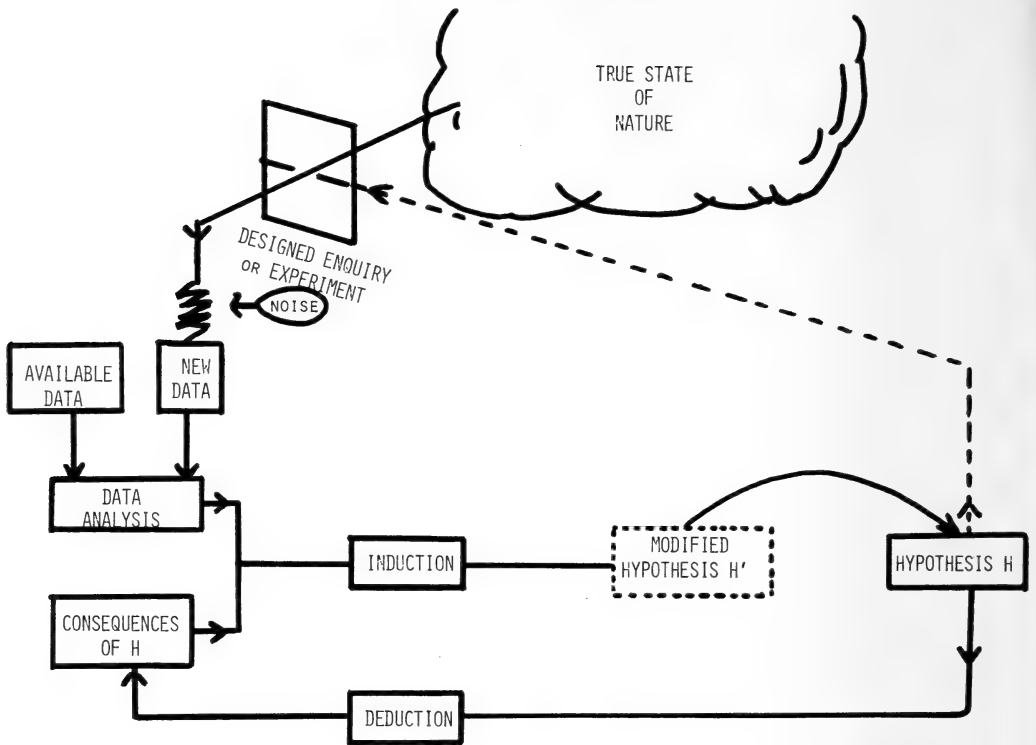 TRUE STATE
OF
NATURE
DESIGNED ENQUIRY
OR EXPERIMENT
NOISE
AVAILABLE
DATA
NEW
DATA
DATA
ANALYSIS
INDUCTION
MODIFIED
HYPOTHESIS H'
HYPOTHESIS H
CONSEQUENCES
OF H
DEDUCTION